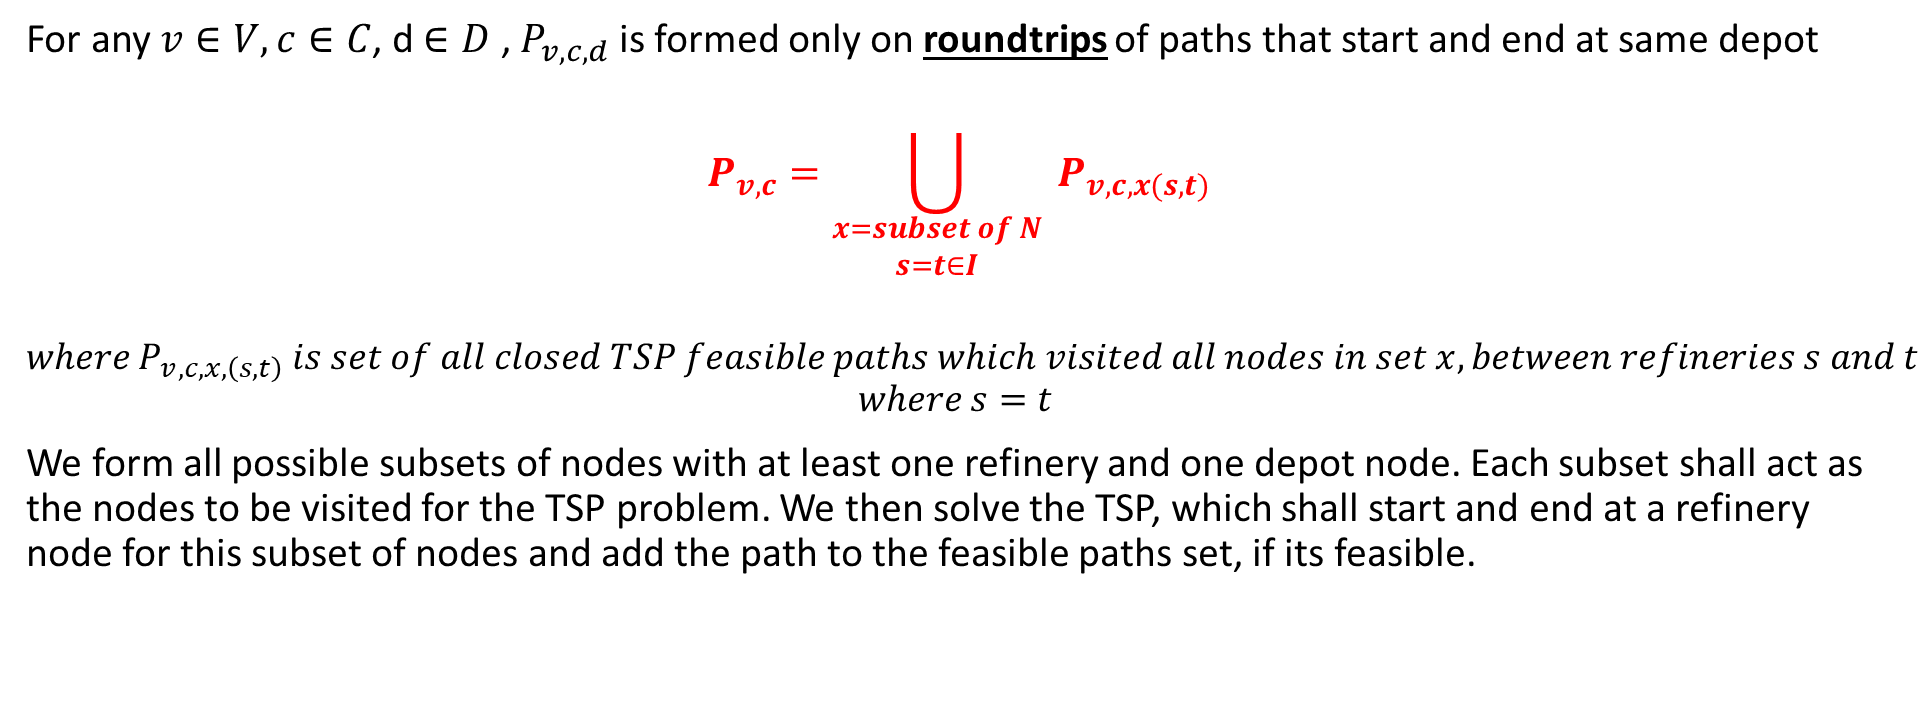 For any 𝑣 ∈ 𝑉, 𝑐 ∈ 𝐶, d ∈ 𝐷 , 𝑃𝑣,𝑐,𝑑 is formed only on roundtrips of paths that start and end at same depot
𝑷𝒗,𝒄 = ⋃ 𝑷𝒗,𝒄,𝒙(𝒔,𝒕)
𝒙=𝒔𝒖𝒃𝒔𝒆𝒕 𝒐𝒇 𝑵
𝒔=𝒕∈𝑰
𝑤ℎ𝑒𝑟𝑒 𝑃𝑣,𝑐,𝑥,(𝑠,𝑡) 𝑖𝑠 𝑠𝑒𝑡 𝑜𝑓 𝑎𝑙𝑙 𝑐𝑙𝑜𝑠𝑒𝑑 𝑇𝑆𝑃 𝑓𝑒𝑎𝑠𝑖𝑏𝑙𝑒 𝑝𝑎𝑡ℎ𝑠 𝑤ℎ𝑖𝑐ℎ 𝑣𝑖𝑠𝑖𝑡𝑒𝑑 𝑎𝑙𝑙 𝑛𝑜𝑑𝑒𝑠 𝑖𝑛 𝑠𝑒𝑡 𝑥, 𝑏𝑒𝑡𝑤𝑒𝑒𝑛 𝑟𝑒𝑓𝑖𝑛𝑒𝑟𝑖𝑒𝑠 𝑠 𝑎𝑛𝑑 𝑡
𝑤ℎ𝑒𝑟𝑒 𝑠 = 𝑡
We form all possible subsets of nodes with at least one refinery and one depot node. Each subset shall act as
the nodes to be visited for the TSP problem. We then solve the TSP, which shall start and end at a refinery
node for this subset of nodes and add the path to the feasible paths set, if its feasible.